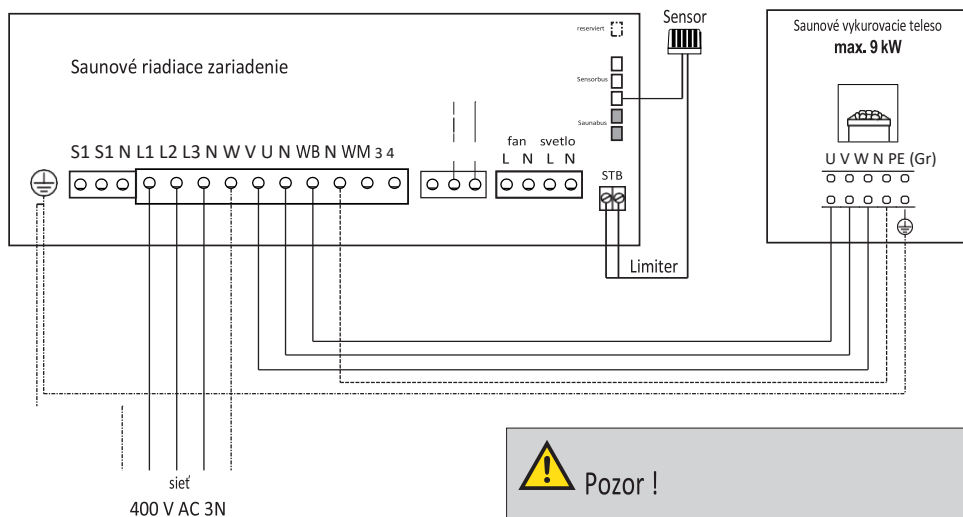 reserviert
Sensor
Saunové vykurovacie teleso
max. 9 kW
Saunové riadiace zariadenie
Sensorbus
Saunabus
fan svetlo
S1 S1 N L1 L2 L3 N W V U N WB N WM 3 4
L N L N
STB
U V W N PE (Gr)
Limiter
sieť
400 V AC 3N
Pozor !